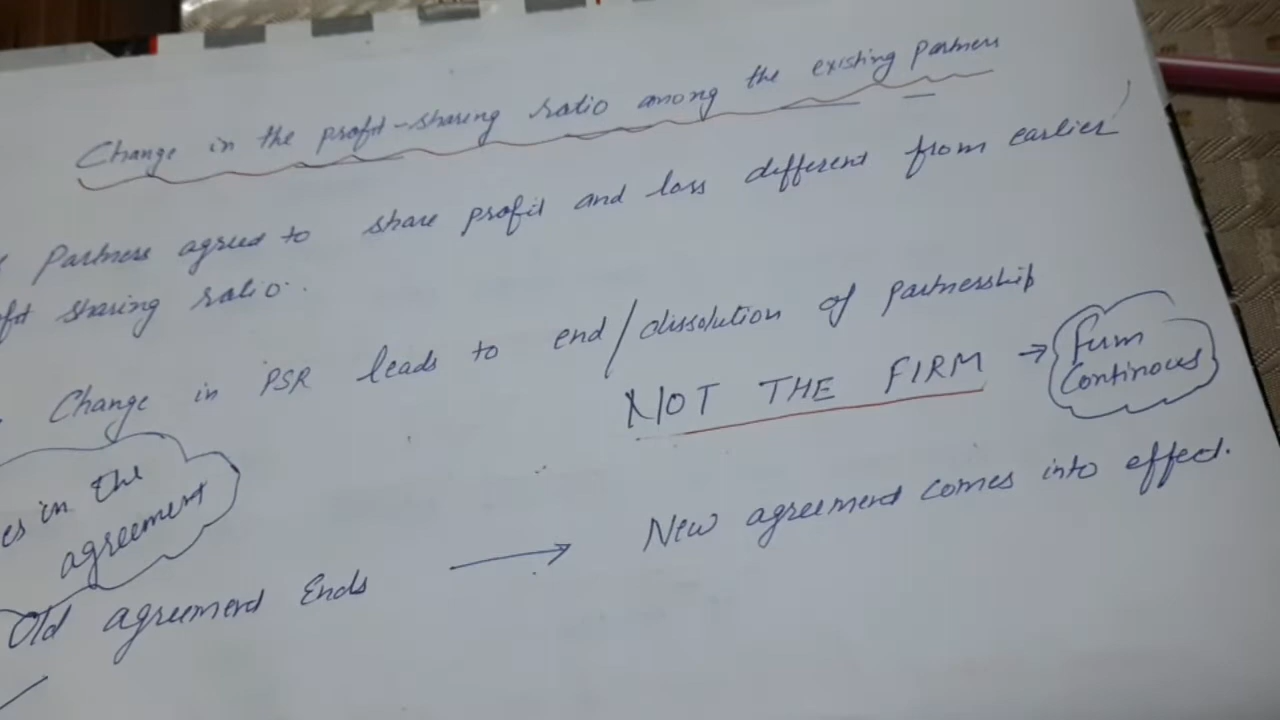 Change in the profit-sharing ratio among the existing Partners
Partners agreed to share profit and loss different from earlier
sharing ratio.
Change in PSR leads to end/dissolution of partnership
NOT THE FIRM → Firm
Continous
in the
agreement
Old agreement Ends → New agreement comes into effect.